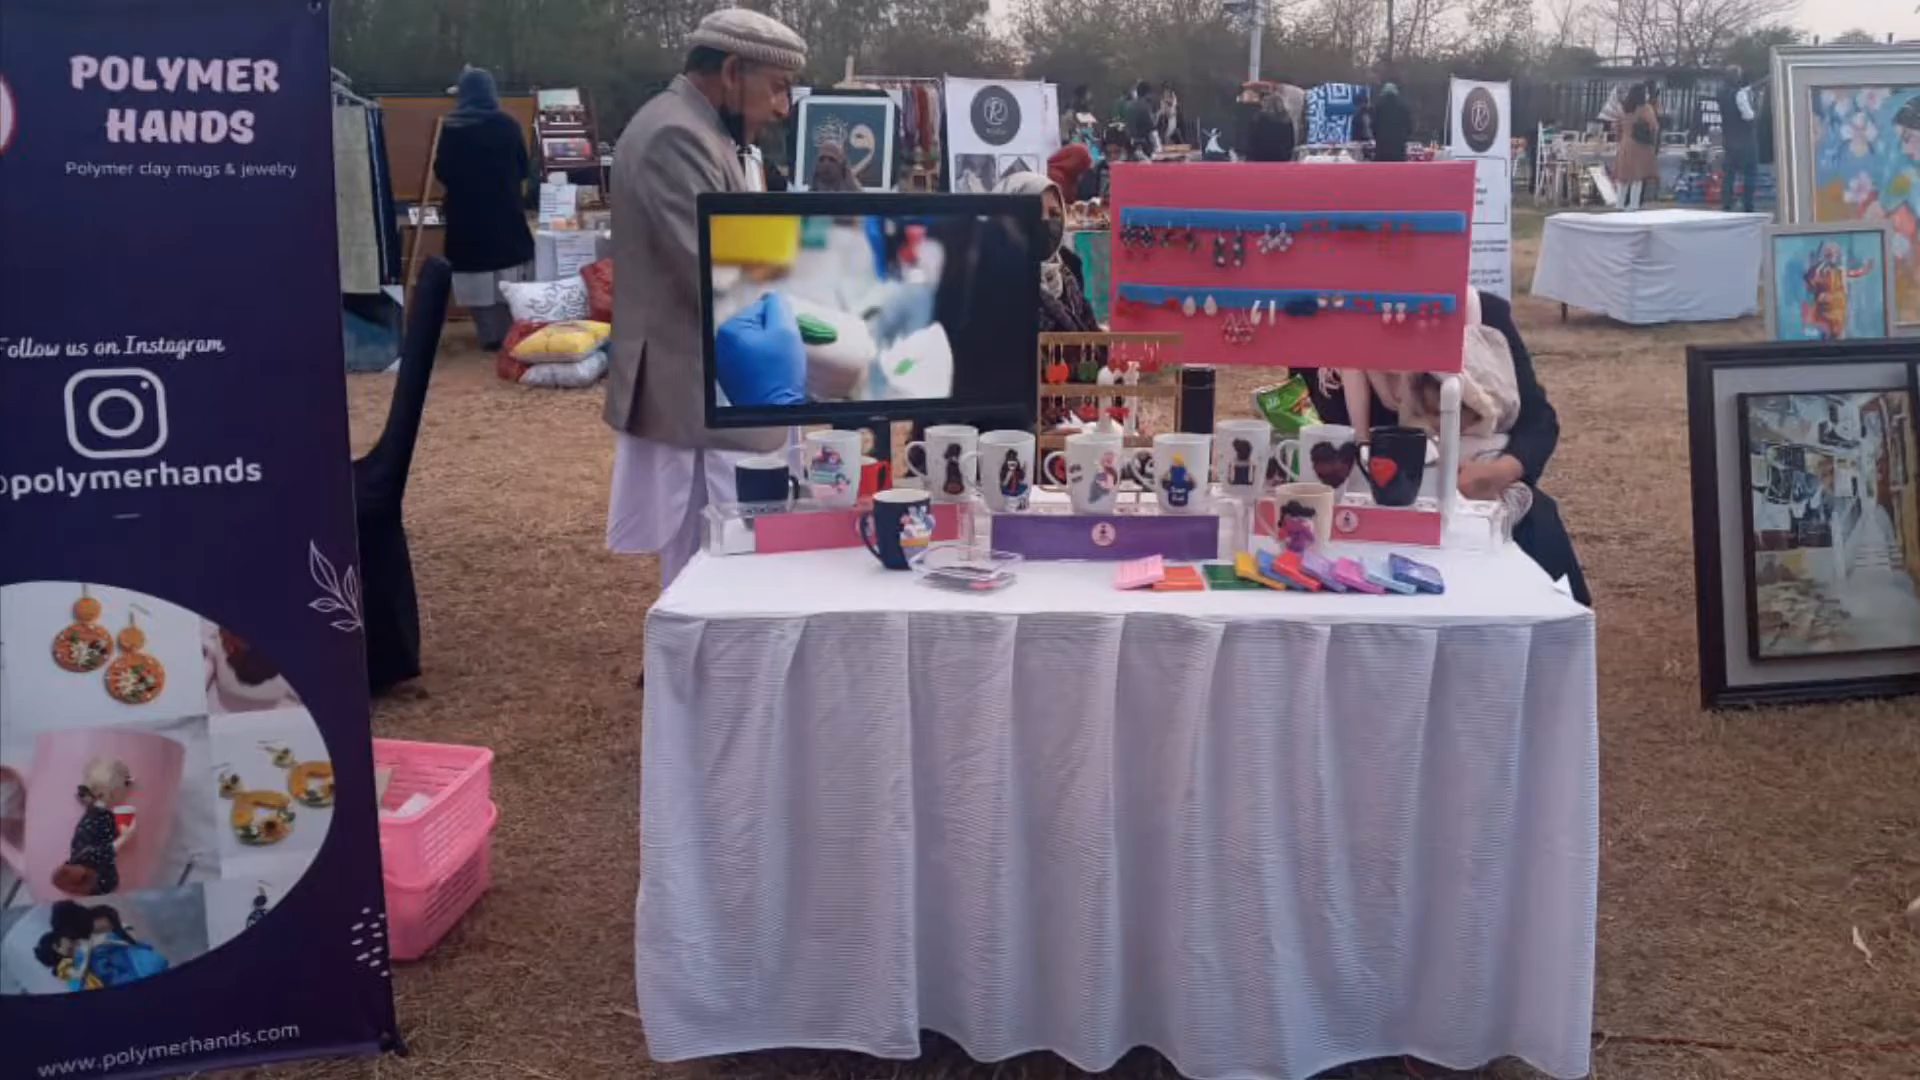 POLYMER
HANDS
Polymer clay mugs & jewelry
Follow us on Instagram
polymerhands
www.polymerhands.com